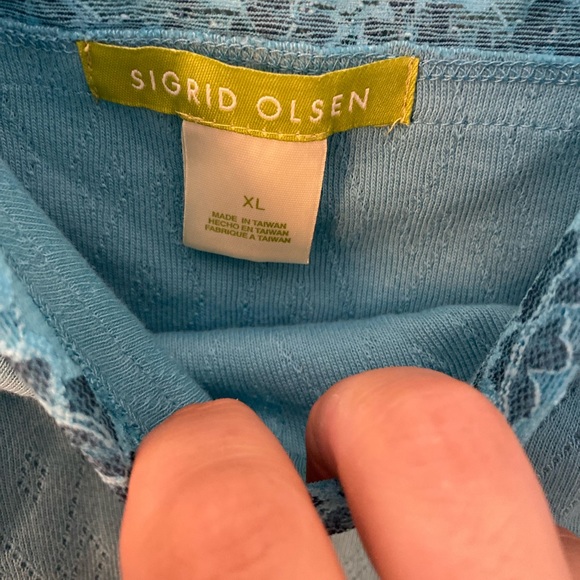 SIGRID OLSEN
XL
MADE IN TAIWAN
HECHO EN TAIWAN
FABRIQUE A TAIWAN